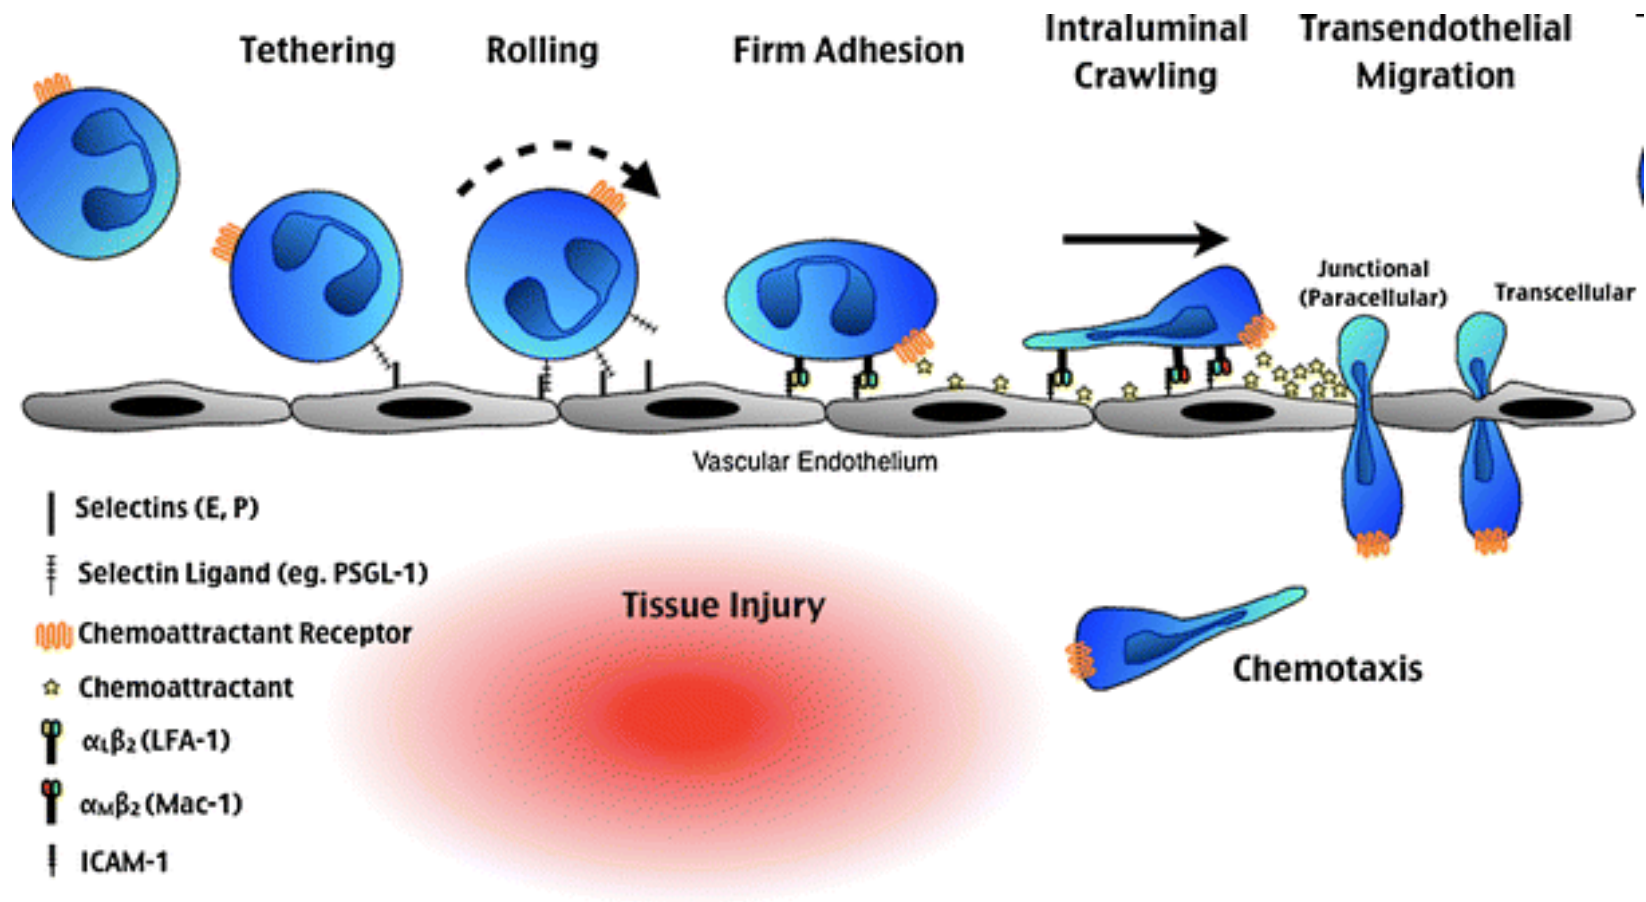 Tethering
Rolling
Firm Adhesion
Intraluminal
Crawling
Transendothelial
Migration
Junctional
(Paracellular)
Transcellular
Vascular Endothelium
Selectins (E, P)
Selectin Ligand (eg. PSGL-1)
Chemoattractant Receptor
Chemoattractant
αLβ₂ (LFA-1)
αMβ₂ (Mac-1)
ICAM-1
Tissue Injury
Chemotaxis